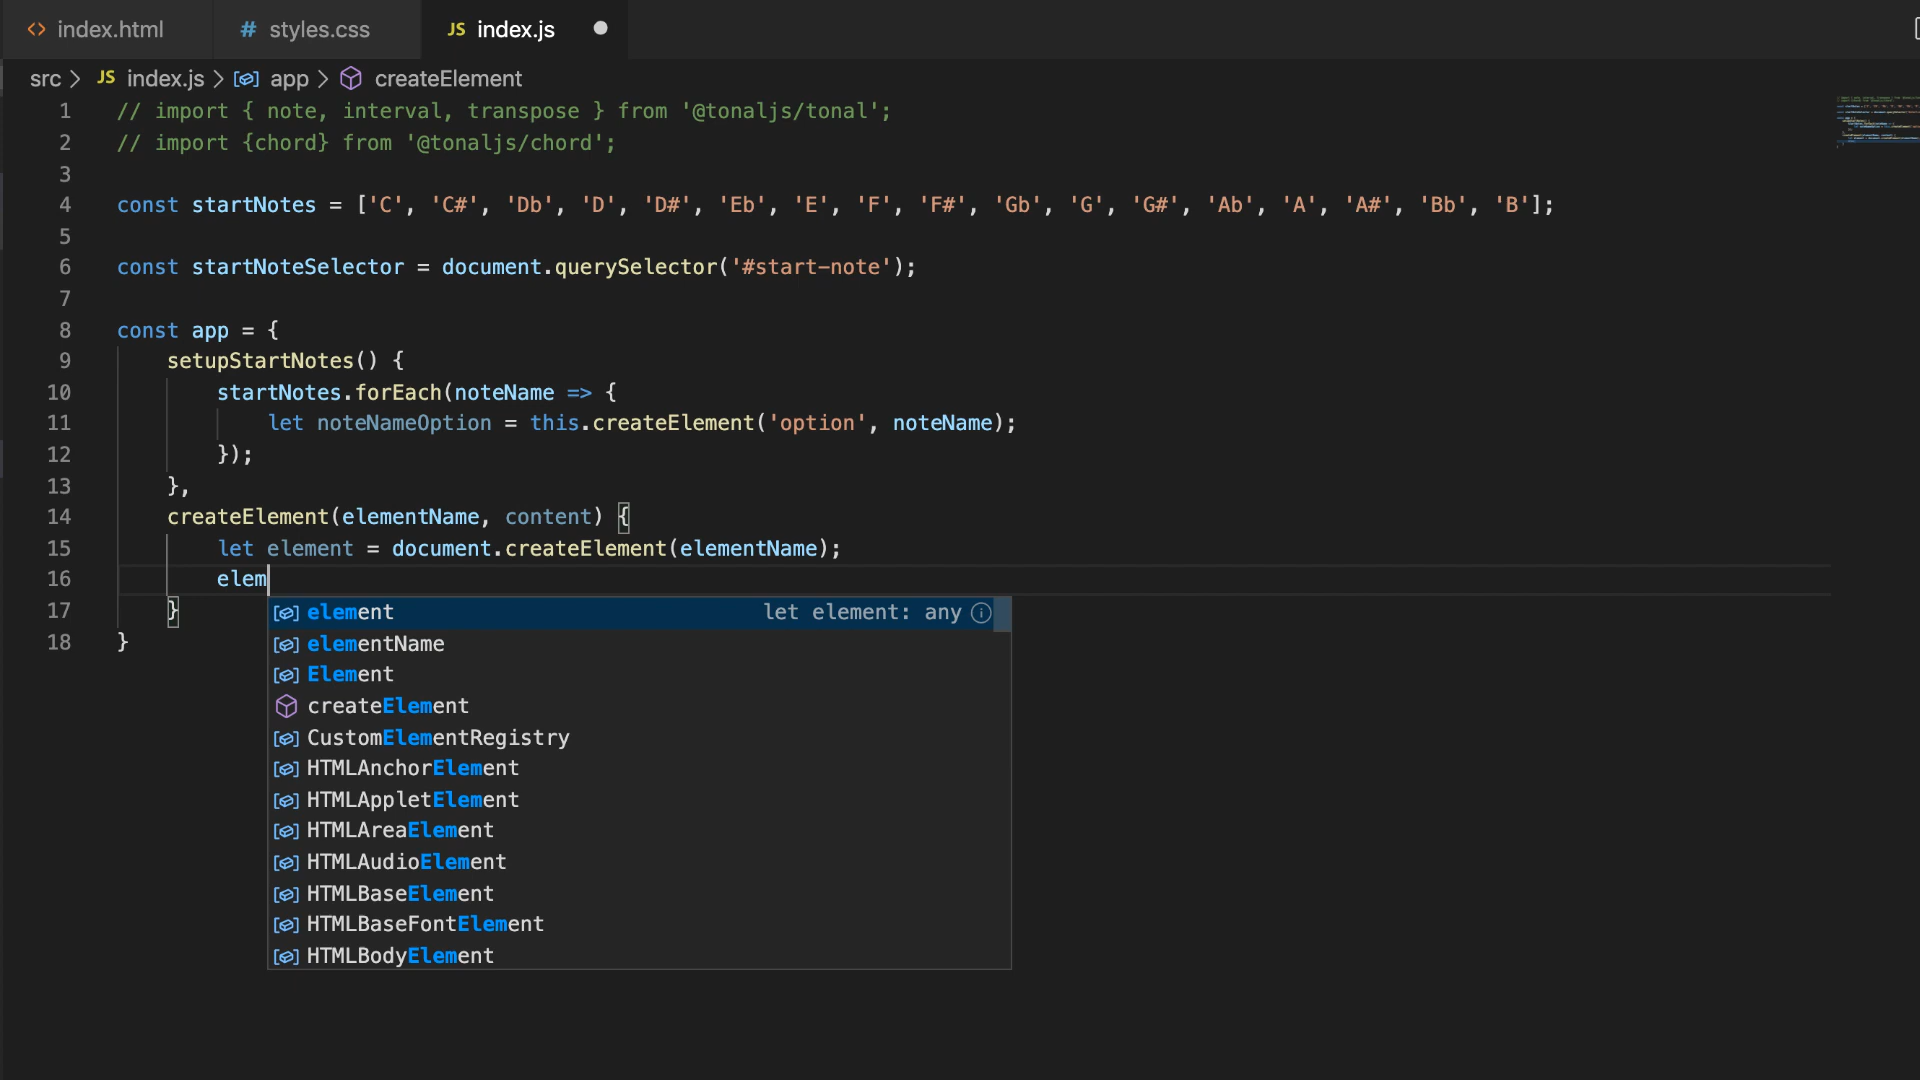 <> index.html # styles.css JS index.js
src > JS index.js > app > createElement
1 // import { note, interval, transpose } from '@tonaljs/tonal';
2 // import {chord} from '@tonaljs/chord';
3
4 const startNotes = ['C', 'C#', 'Db', 'D', 'D#', 'Eb', 'E', 'F', 'F#', 'Gb', 'G', 'G#', 'Ab', 'A', 'A#', 'Bb', 'B'];
5
6 const startNoteSelector = document.querySelector('#start-note');
7
8 const app = {
9 setupStartNotes() {
10 startNotes.forEach(noteName => {
11 let noteNameOption = this.createElement('option', noteName);
12 });
13 },
14 createElement(elementName, content) {
15 let element = document.createElement(elementName);
16 elem
17 }
18 }
element let element: any
elementName
Element
createElement
CustomElementRegistry
HTMLAnchorElement
HTMLAppletElement
HTMLAreaElement
HTMLAudioElement
HTMLBaseElement
HTMLBaseFontElement
HTMLBodyElement